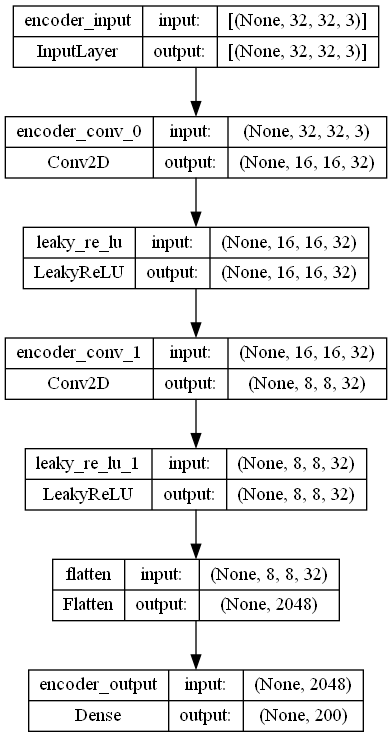 encoder_input input: [(None, 32, 32, 3)]
InputLayer output: [(None, 32, 32, 3)]
encoder_conv_0 input: (None, 32, 32, 3)
Conv2D output: (None, 16, 16, 32)
leaky_re_lu input: (None, 16, 16, 32)
LeakyReLU output: (None, 16, 16, 32)
encoder_conv_1 input: (None, 16, 16, 32)
Conv2D output: (None, 8, 8, 32)
leaky_re_lu_1 input: (None, 8, 8, 32)
LeakyReLU output: (None, 8, 8, 32)
flatten input: (None, 8, 8, 32)
Flatten output: (None, 2048)
encoder_output input: (None, 2048)
Dense output: (None, 200)